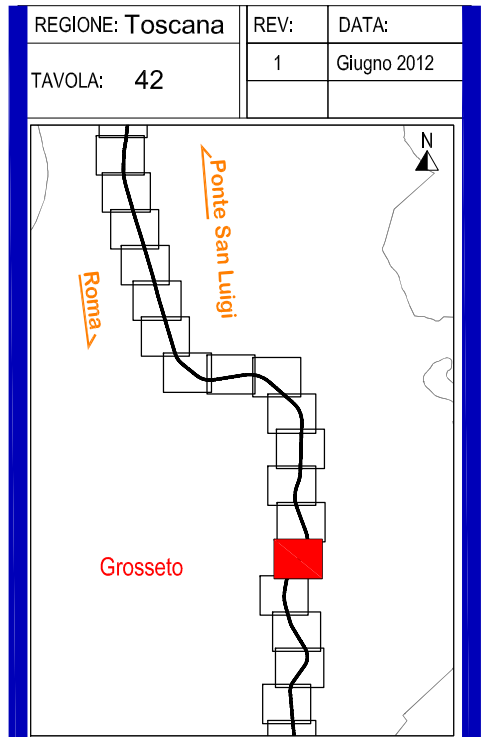 REGIONE: Toscana
REV:
DATA:
1
Giugno 2012
TAVOLA: 42
N
Ponte San Luigi
Roma
Grosseto